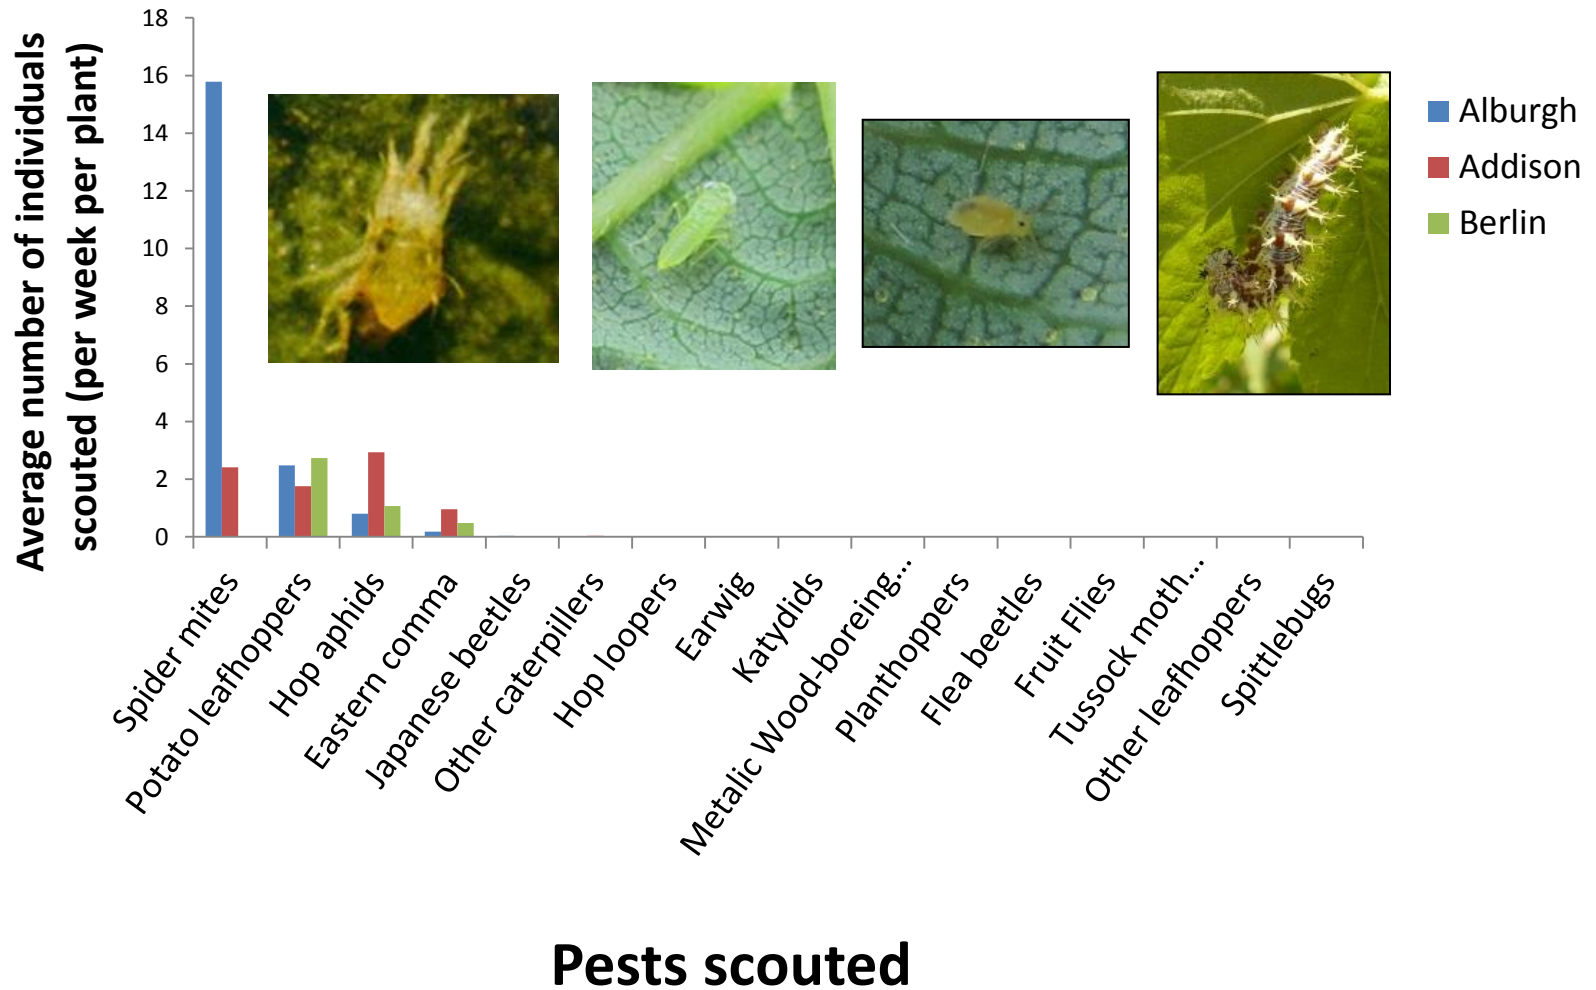 Average number of individuals
scouted (per week per plant)
18
16
14
12
10
8
6
4
2
0
Spider mites
Potato leafhoppers
Hop aphids
Eastern comma
Japanese beetles
Other caterpillers
Hop loopers
Earwig
Katydids
Metalic Wood-boreing...
Planthoppers
Flea beetles
Fruit Flies
Tussock moth...
Other leafhoppers
Spittlebugs
Pests scouted
Alburgh
Addison
Berlin